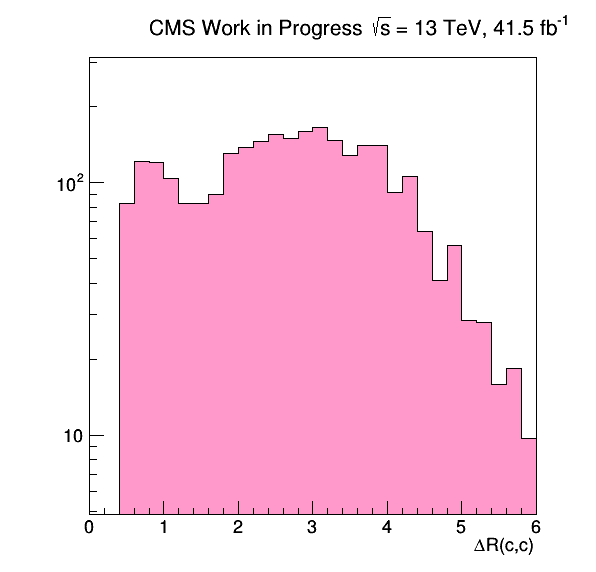 CMS Work in Progress √s = 13 TeV, 41.5 fb⁻¹
10²
10
0 1 2 3 4 5 6
ΔR(c,c)